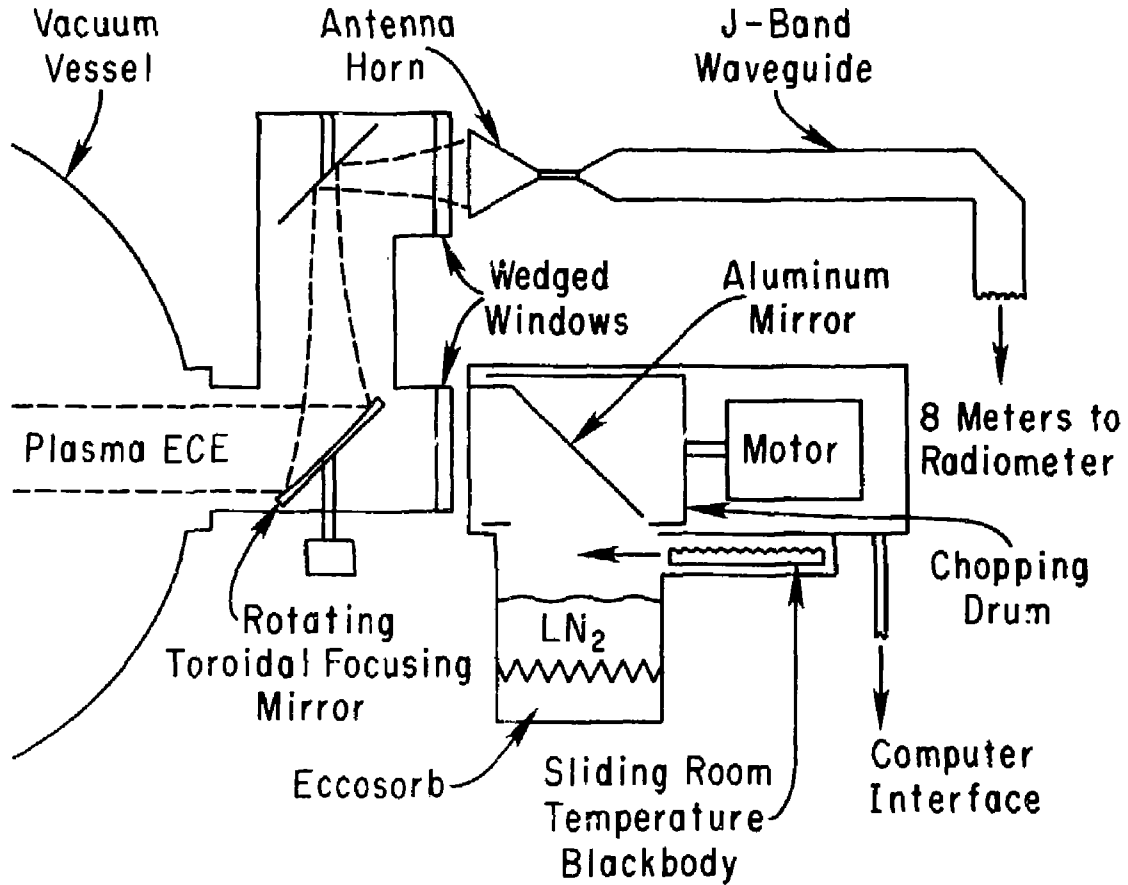 Vacuum
Vessel
Antenna
Horn
J-Band
Waveguide
Wedged
Windows
Aluminum
Mirror
Plasma ECE
Motor
8 Meters to
Radiometer
Chopping
Drum
LN2
Rotating
Toroidal Focusing
Mirror
Eccosorb
Sliding Room
Temperature
Blackbody
Computer
Interface